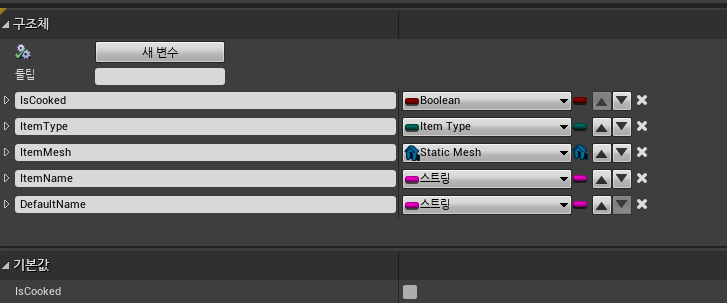 구조체
새 변수
툴팁
IsCooked Boolean
ItemType Item Type
ItemMesh Static Mesh
ItemName 스트링
DefaultName 스트링
기본값
IsCooked